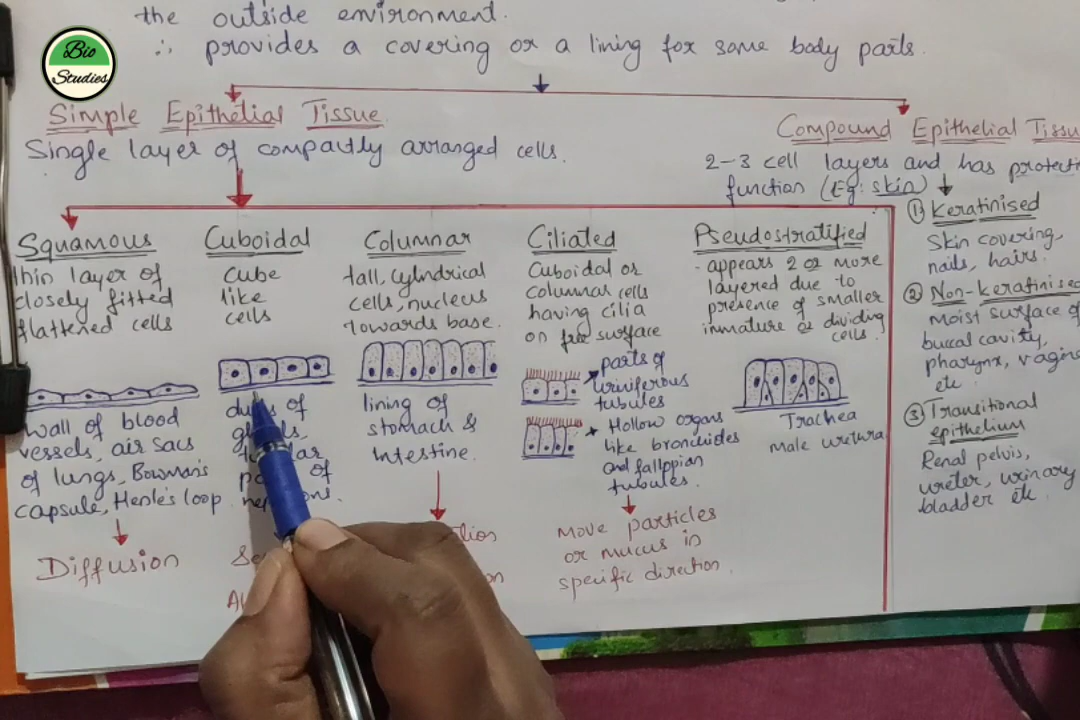 the outside environment.
∴ provides a covering or a lining for some body parts.
Bio
Studies
Simple Epithelial Tissue
Single layer of compactly arranged cells.
Compound Epithelial Tissu
2-3 cell layers and has protecti
function (Eg: skin)
Squamous
thin layer of
closely fitted
flattened cells
wall of blood
vessels, air sacs
of lungs, Bowman's
capsule, Henle's loop
Diffusion
Cuboidal
Cube
like
cells
of
of
Columnar
tall, cylindrical
cells, nucleus
towards base.
lining of
stomach &
Intestine.
Ciliated
Cuboidal or
columnar cells
having cilia
on free surface
parts of
uriniferous
tubules
Hollow organs
like bronchides
and falloppian
tubules.
Move particles
or mucus in
specific direction.
Pseudostratified
- appears 2 or more
layered due to
presence of smaller
immature or dividing
cells.
Trachea
male urethra
① Keratinised
Skin covering,
nails, hairs.
② Non-keratinised
Moist surface of
buccal cavity,
pharynx, vagina
etc
③ Transitional
epithelium
Renal pelvis,
ureter, urinary
bladder etc